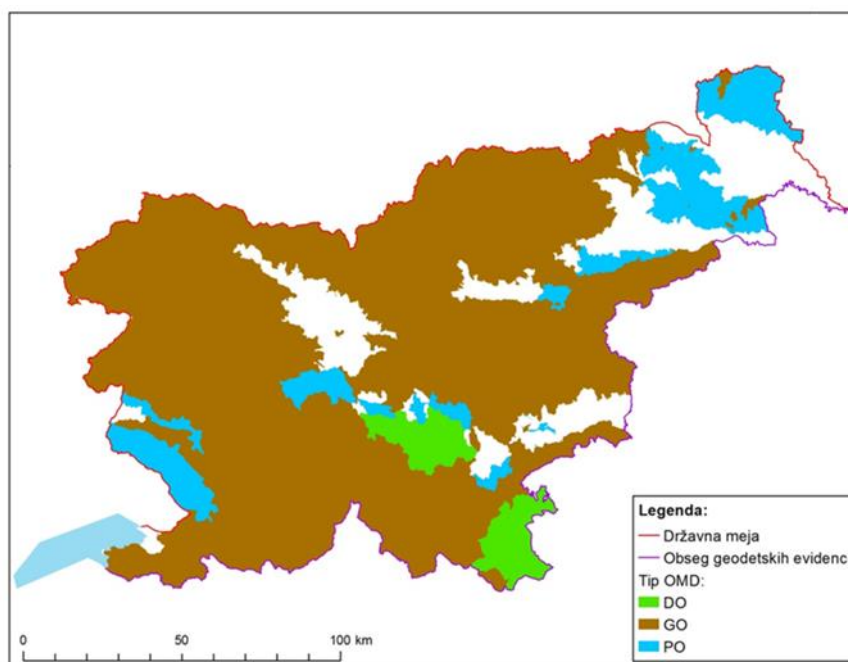 Legenda:
Državna meja
Obseg geodetskih evidenc
Tip OMD:
DO
GO
PO
0 50 100 km